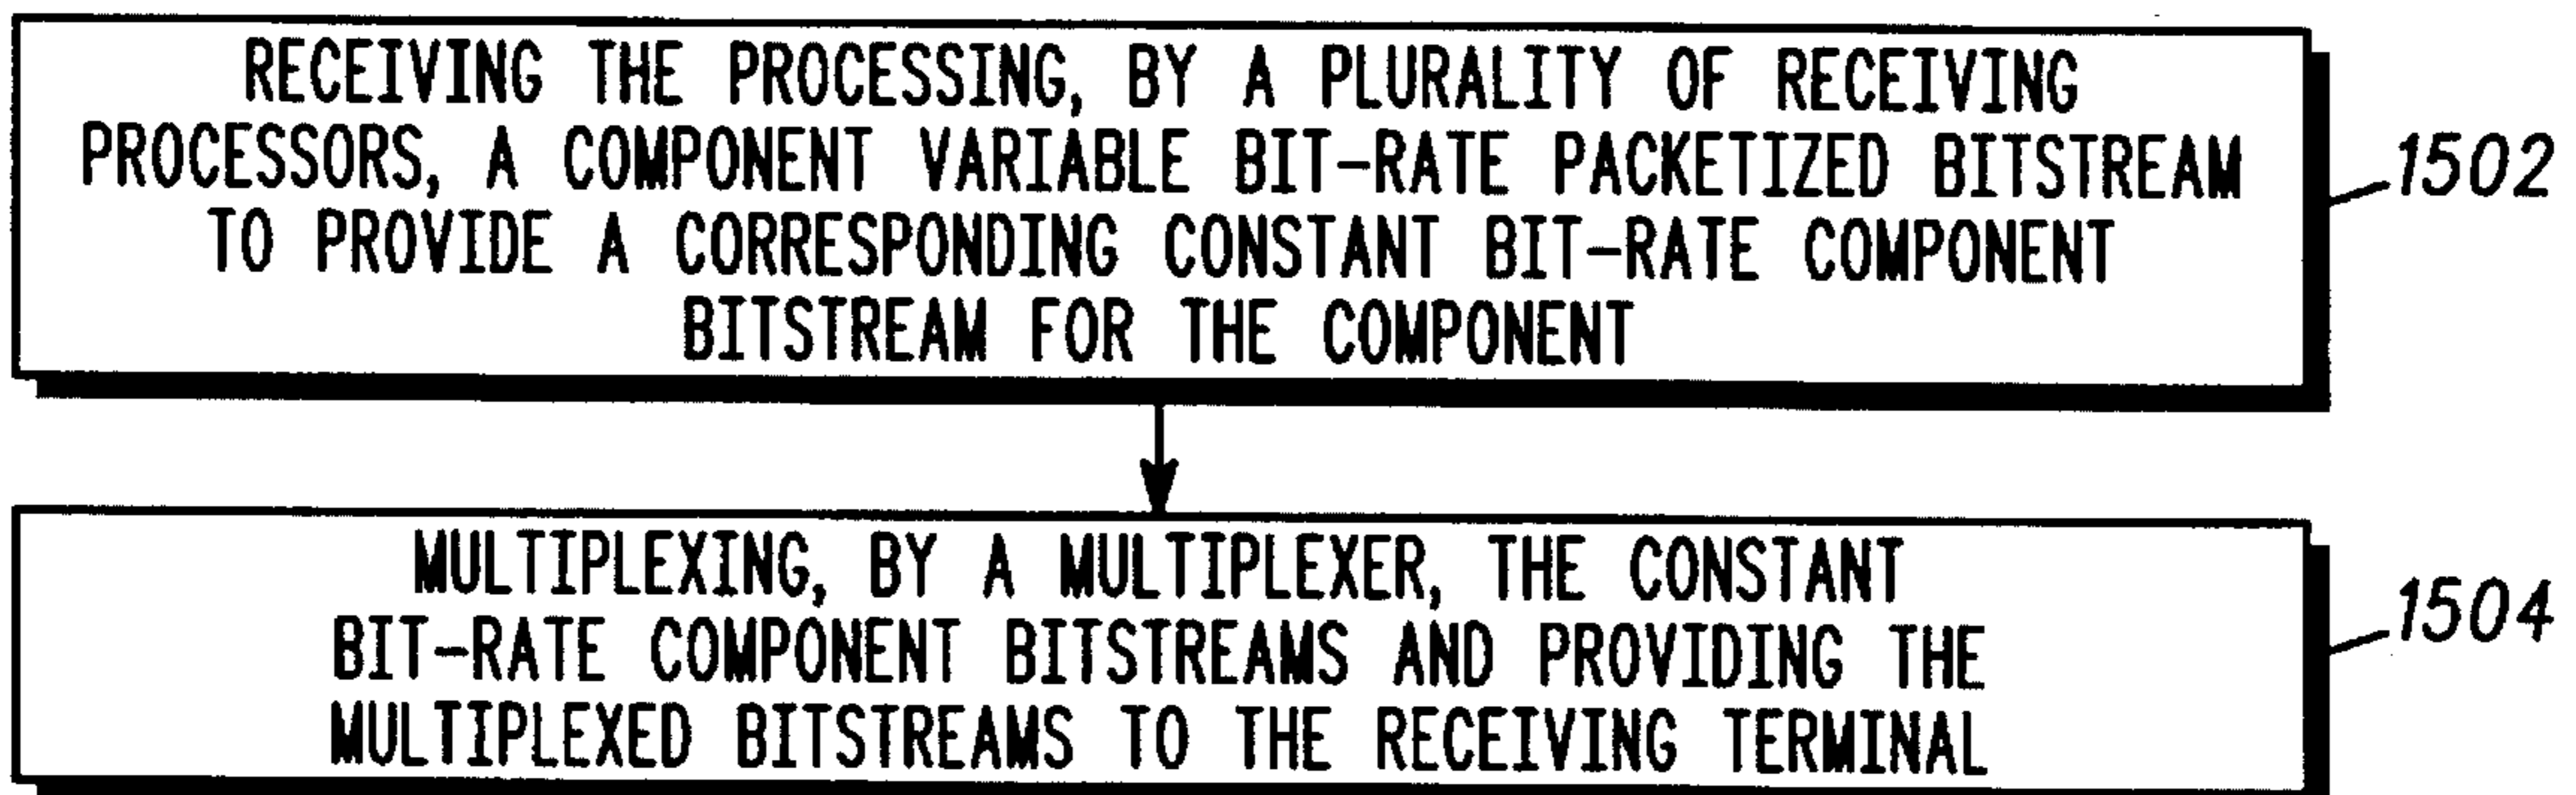 RECEIVING THE PROCESSING, BY A PLURALITY OF RECEIVING
PROCESSORS, A COMPONENT VARIABLE BIT-RATE PACKETIZED BITSTREAM
TO PROVIDE A CORRESPONDING CONSTANT BIT-RATE COMPONENT
BITSTREAM FOR THE COMPONENT
1502
MULTIPLEXING, BY A MULTIPLEXER, THE CONSTANT
BIT-RATE COMPONENT BITSTREAMS AND PROVIDING THE
MULTIPLEXED BITSTREAMS TO THE RECEIVING TERMINAL
1504